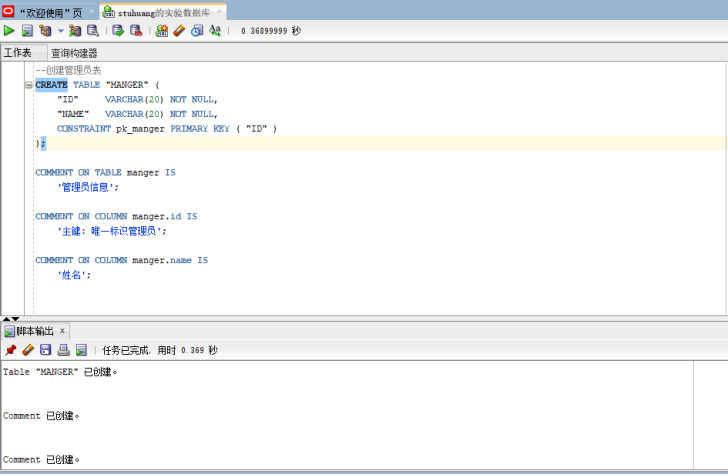 "欢迎使用"页
stuhuang的实验数据库
0.36899999 秒
工作表 查询构建器
--创建管理员表
CREATE TABLE "MANGER" (
"ID" VARCHAR(20) NOT NULL,
"NAME" VARCHAR(20) NOT NULL,
CONSTRAINT pk_manger PRIMARY KEY ( "ID" )
);
COMMENT ON TABLE manger IS
'管理员信息';
COMMENT ON COLUMN manger.id IS
'主键: 唯一标识管理员';
COMMENT ON COLUMN manger.name IS
'姓名';
脚本输出 x
任务已完成, 用时 0.369 秒
Table "MANGER" 已创建。
Comment 已创建。
Comment 已创建。